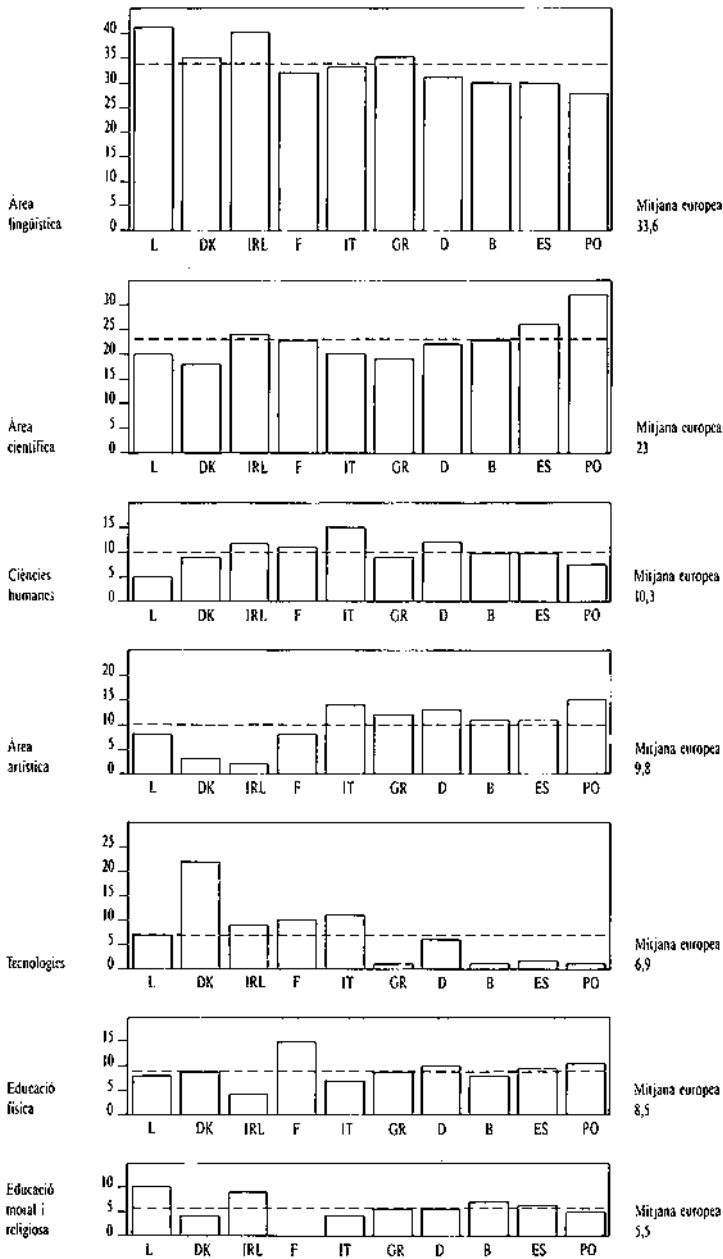 45
40
35
30
25
20
15
10
5
0
Área
lingüística
L DK IRL F IT GR D B ES PO
Mitjana europea
33,6
30
25
20
15
10
5
0
Àrea
científica
L DK IRL F IT GR D B ES PO
Mitjana europea
23
15
10
5
0
Ciències
humanes
L DK IRL F IT GR D B ES PO
Mitjana europea
10,3
20
15
10
5
0
Àrea
artística
L DK IRL F IT GR D B ES PO
Mitjana europea
9,8
25
20
15
10
5
0
Tecnologies
L DK IRL F IT GR D B ES PO
Mitjana europea
6,9
15
10
5
0
Educació
física
L DK IRL F IT GR D B ES PO
Mitjana europea
8,5
10
5
0
Educació
moral i
religiosa
L DK IRL F IT GR D B ES PO
Mitjana europea
5,5